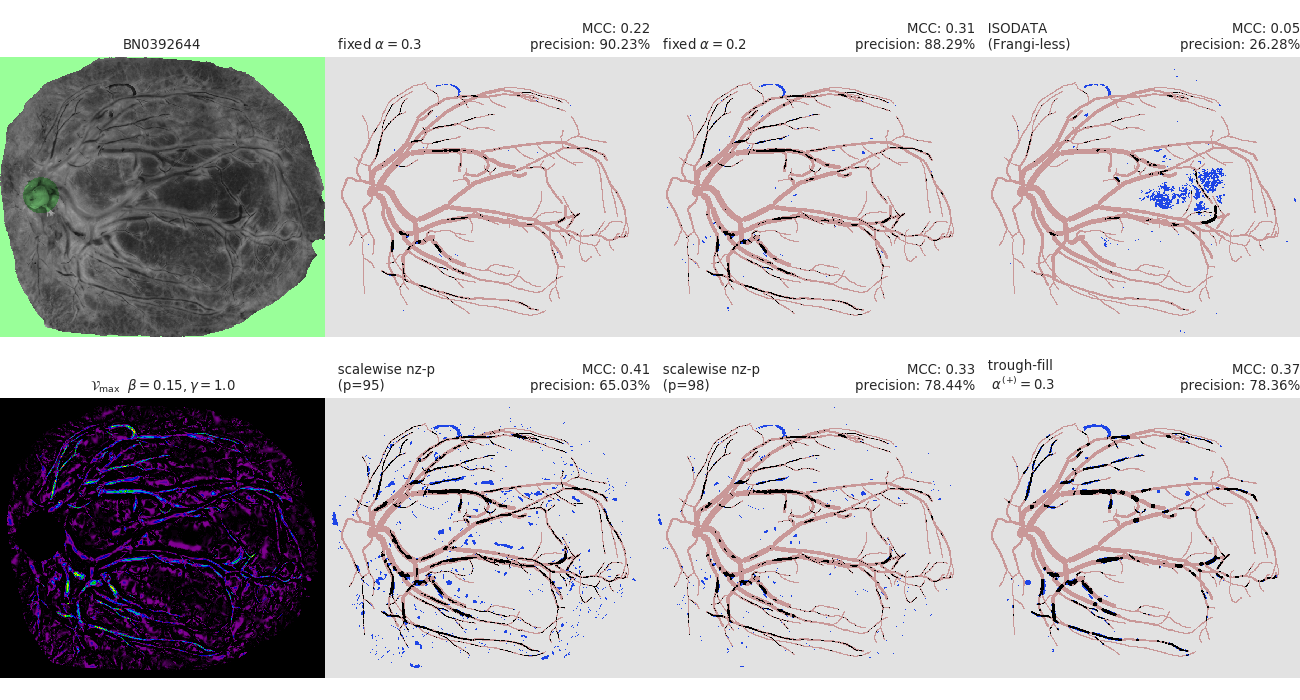 BN0392644
fixed α = 0.3
MCC: 0.22
precision: 90.23%
fixed α = 0.2
MCC: 0.31
precision: 88.29%
ISODATA
(Frangi-less)
MCC: 0.05
precision: 26.28%
𝒱max β = 0.15, γ = 1.0
scalewise nz-p
(p=95)
MCC: 0.41
precision: 65.03%
scalewise nz-p
(p=98)
MCC: 0.33
precision: 78.44%
trough-fill
α(+) = 0.3
MCC: 0.37
precision: 78.36%